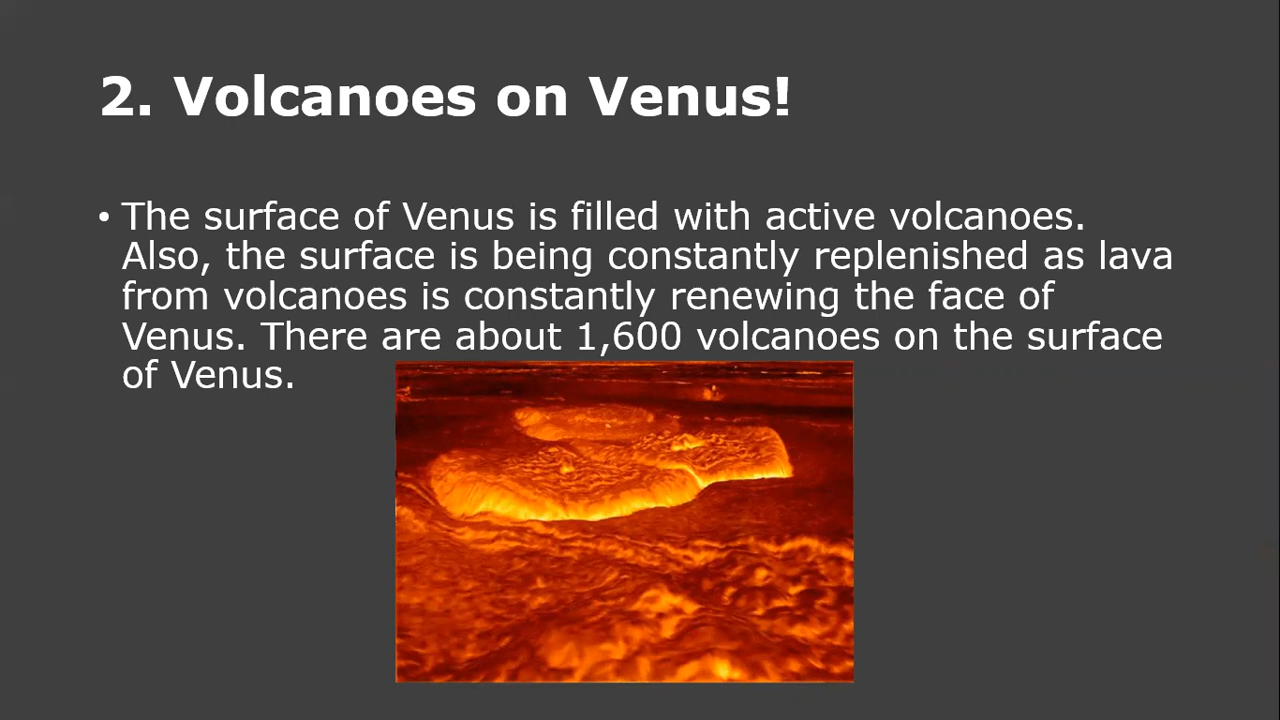 2. Volcanoes on Venus!
• The surface of Venus is filled with active volcanoes.
Also, the surface is being constantly replenished as lava
from volcanoes is constantly renewing the face of
Venus. There are about 1,600 volcanoes on the surface
of Venus.